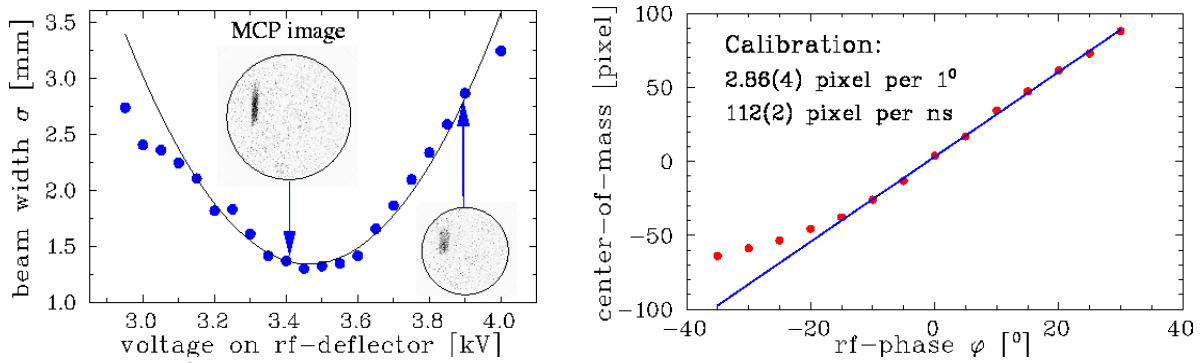 3.5
3.0
2.5
2.0
1.5
1.0
beam width σ [mm]
MCP image
3.0 3.2 3.4 3.6 3.8 4.0
voltage on rf-deflector [kV]
100
50
0
-50
-100
center-of-mass [pixel]
Calibration:
2.86(4) pixel per 1⁰
112(2) pixel per ns
-40 -20 0 20 40
rf-phase φ [⁰]